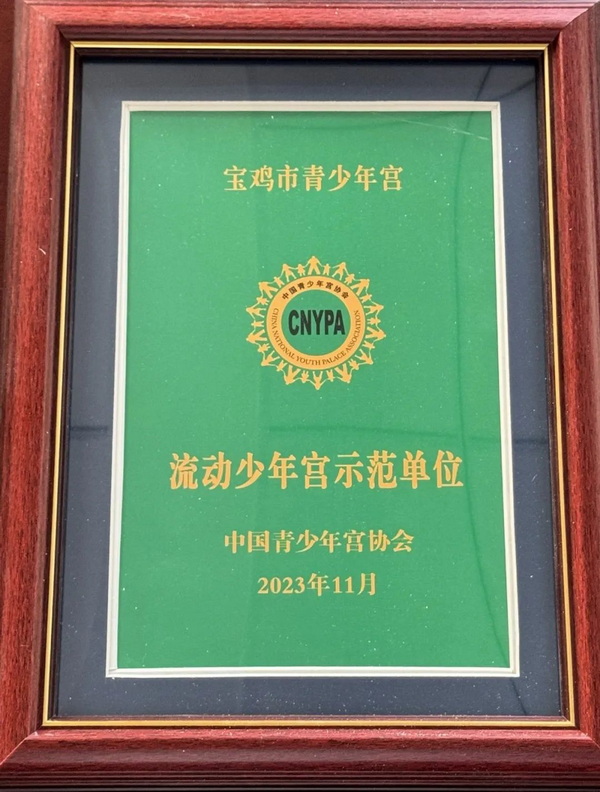 宝鸡市青少年宫
中国青少年宫协会
CNYPA
CHINA NATIONAL YOUTH PALACE ASSOCIATION
流动少年宫示范单位
中国青少年宫协会
2023年11月